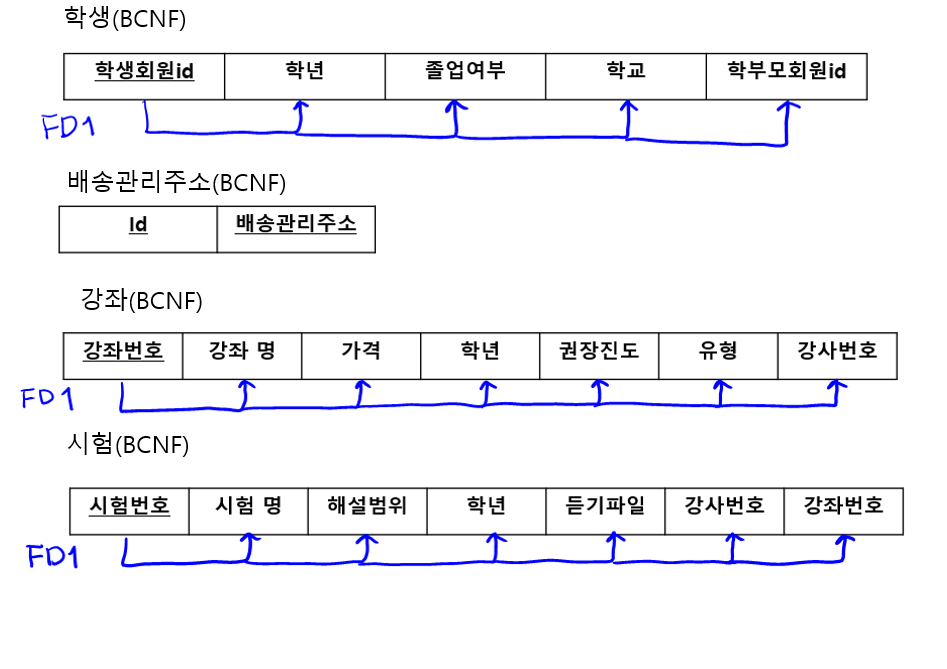 학생(BCNF)
학생회원id 학년 졸업여부 학교 학부모회원id
FD1
배송관리주소(BCNF)
Id 배송관리주소
강좌(BCNF)
강좌번호 강좌 명 가격 학년 권장진도 유형 강사번호
FD1
시험(BCNF)
시험번호 시험 명 해설범위 학년 듣기파일 강사번호 강좌번호
FD1